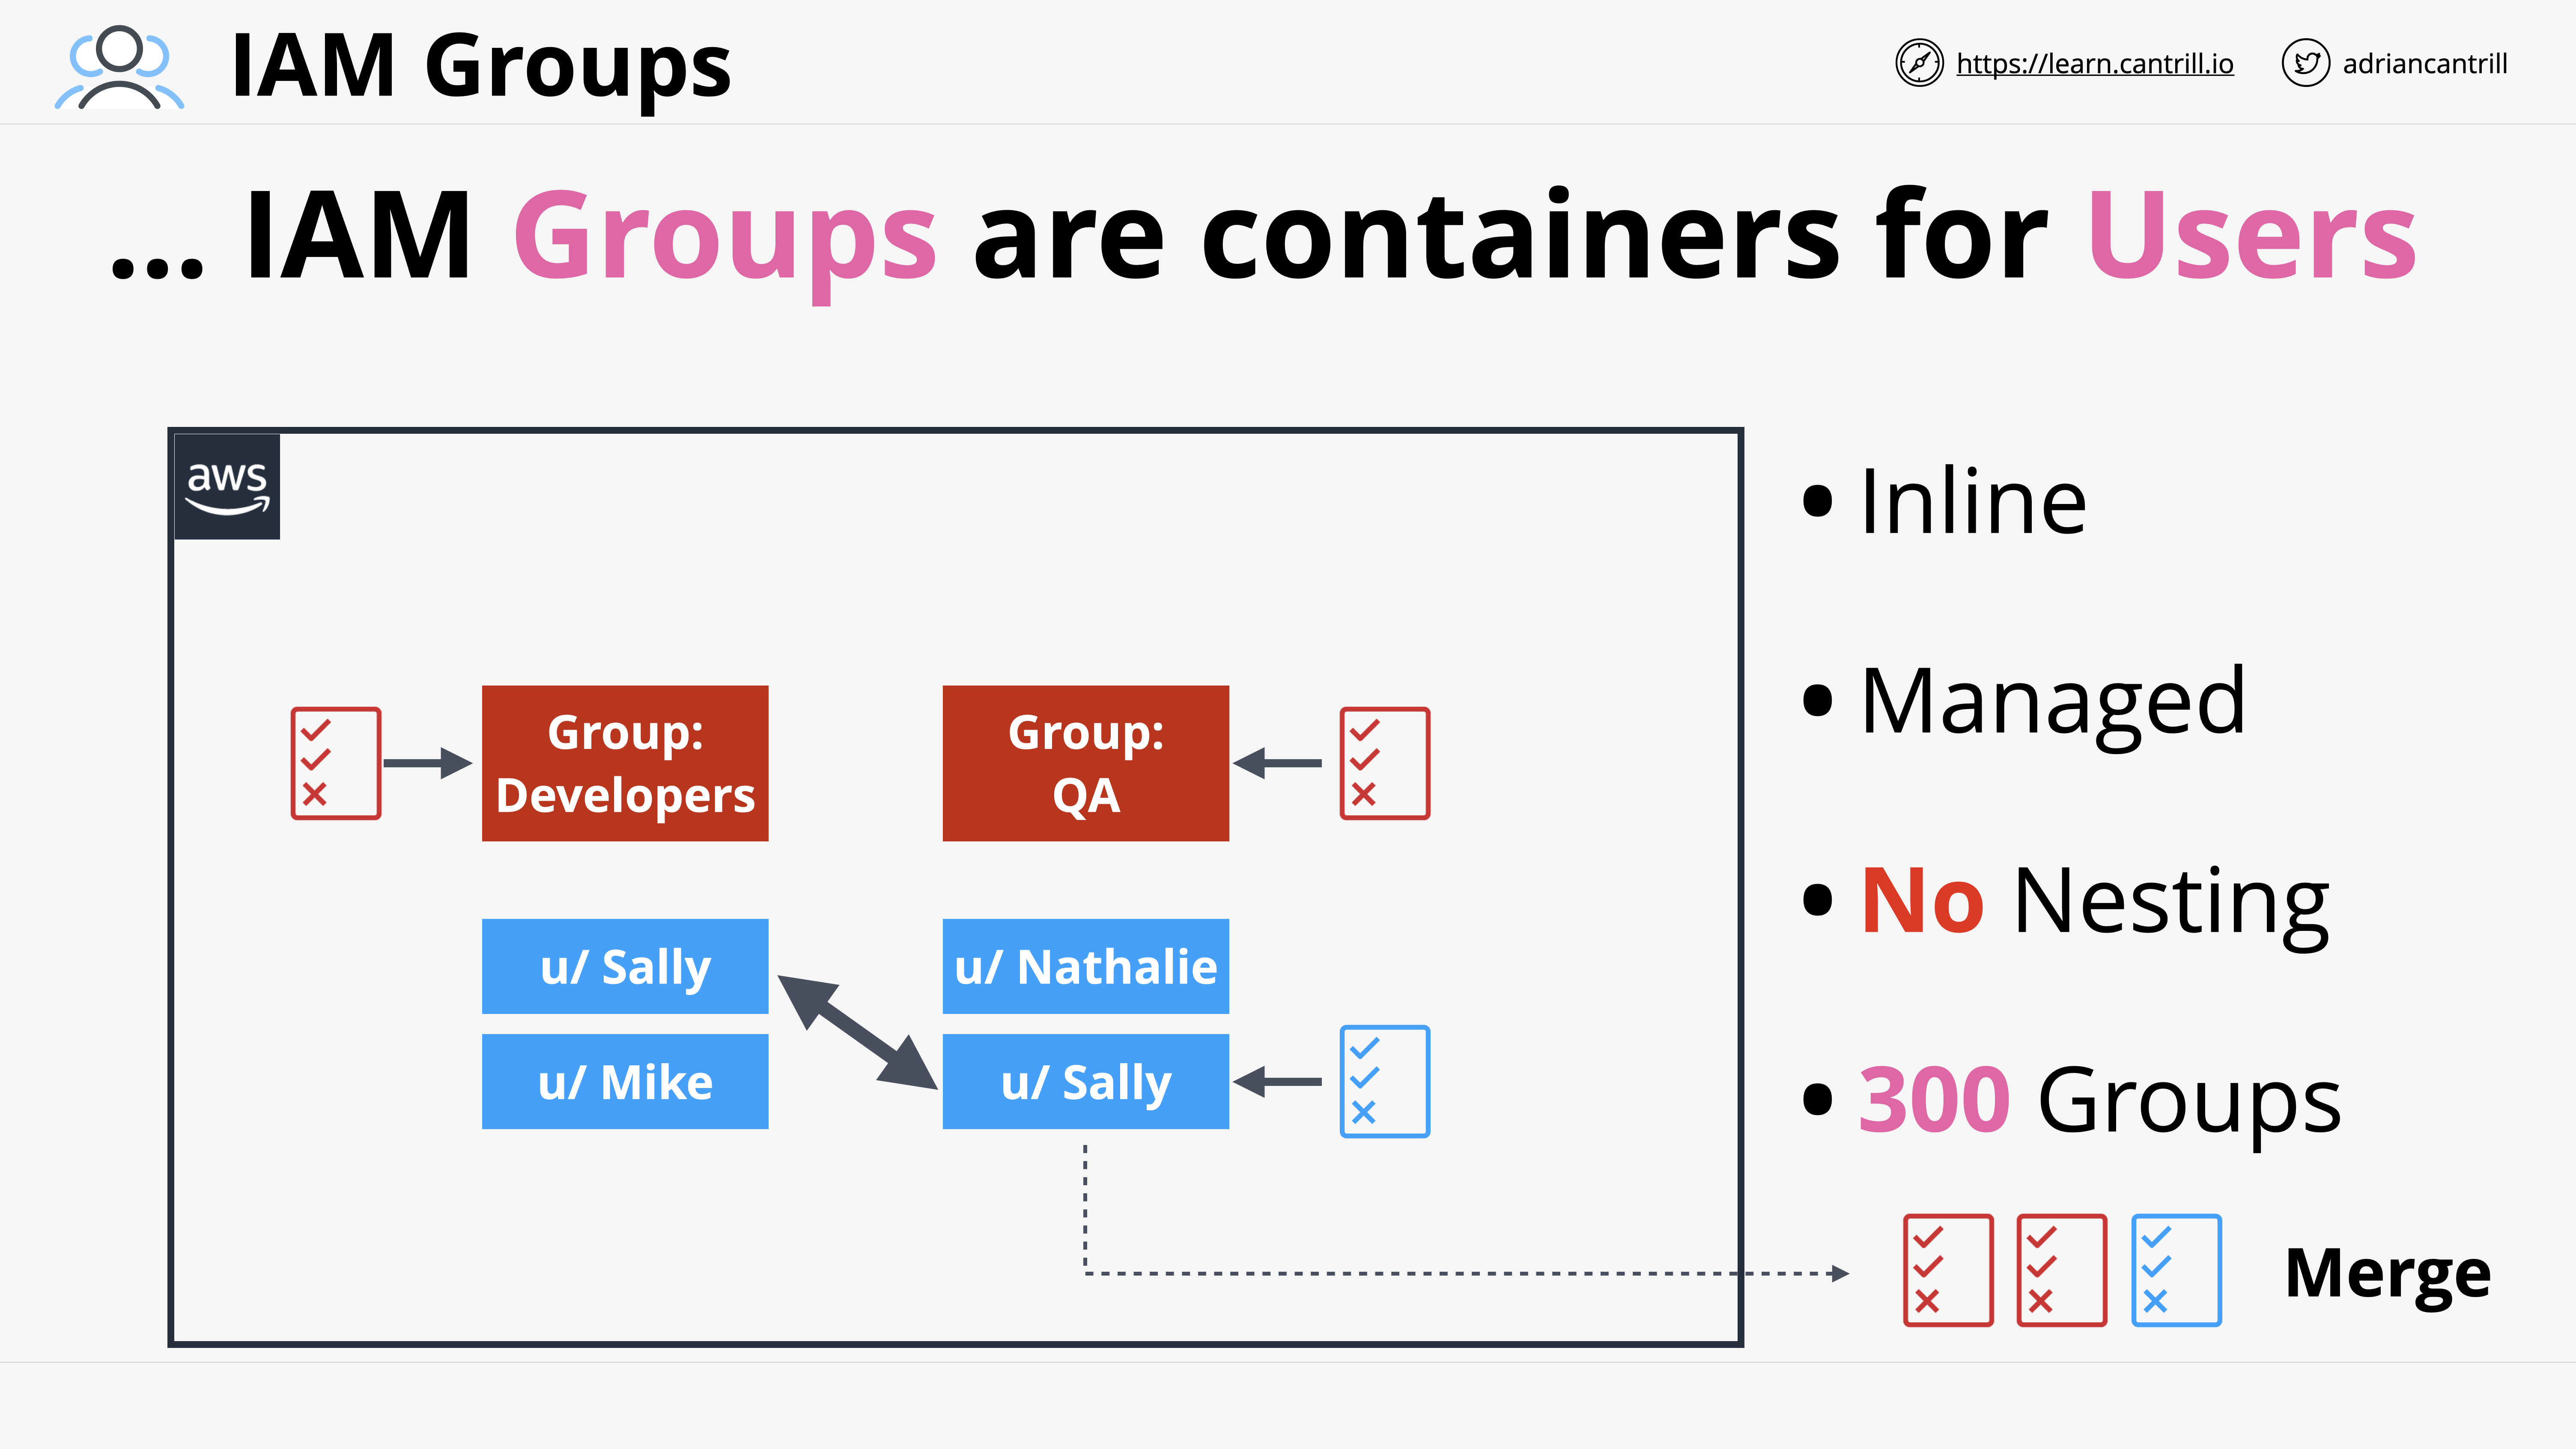 IAM Groups
https://learn.cantrill.io
adriancantrill
... IAM Groups are containers for Users
aws
Group:
Developers
Group:
QA
u/ Sally
u/ Nathalie
u/ Mike
u/ Sally
• Inline
• Managed
• No Nesting
• 300 Groups
Merge